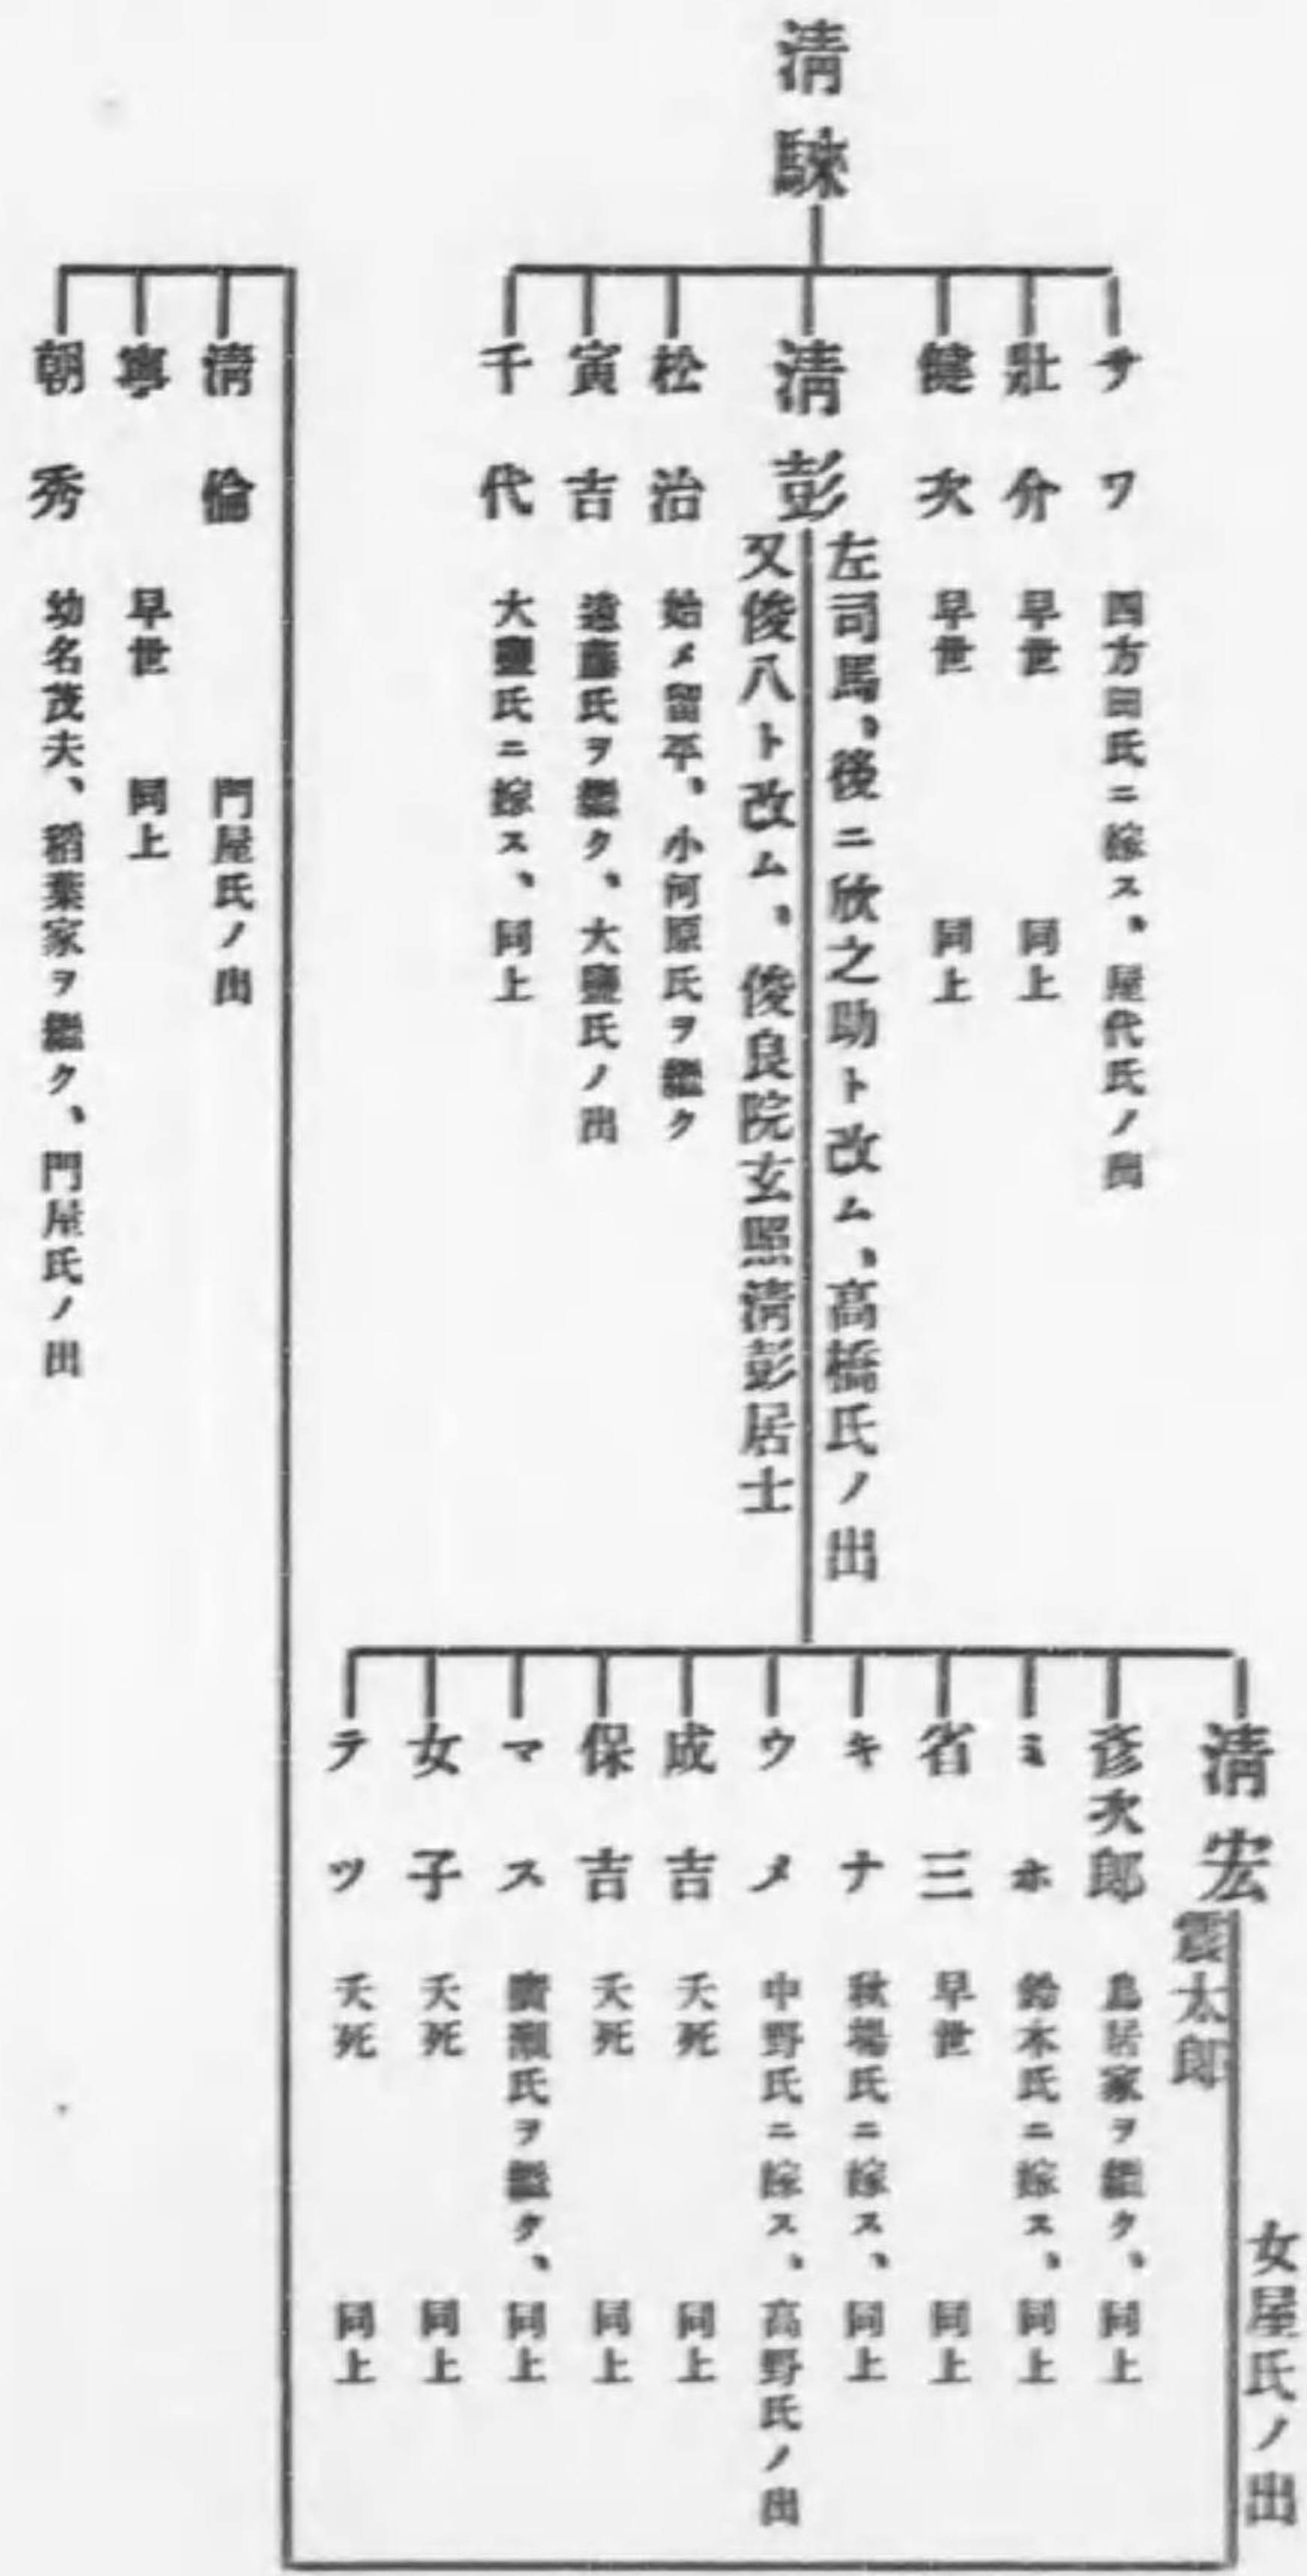 清騋
サワ 四方田氏ニ嫁ス、屋代氏ノ出
壯介 早世 同上
健次 早世 同上
清彭
左司馬、後ニ欣之助ト改ム、高橋氏ノ出
又俊八ト改ム、俊良院玄照清彭居士
松治 始メ留平、小河原氏ヲ繼ク
寅吉 遠藤氏ヲ繼ク、大鹽氏ノ出
千代 大鹽氏ニ嫁ス、同上
清宏 震太郎 女屋氏ノ出
彦次郎 鳥居家ヲ繼ク、同上
ミホ 鈴木氏ニ嫁ス、同上
省三 早世 同上
キナ 秋場氏ニ嫁ス、同上
ウメ 中野氏ニ嫁ス、高野氏ノ出
成吉 夭死 同上
保吉 夭死 同上
マス 廣瀬氏ヲ繼ク、同上
女子 夭死 同上
テツ 夭死 同上
清倫 門屋氏ノ出
寧 早世 同上
朝秀 幼名茂夫、稻葉家ヲ繼ク、門屋氏ノ出